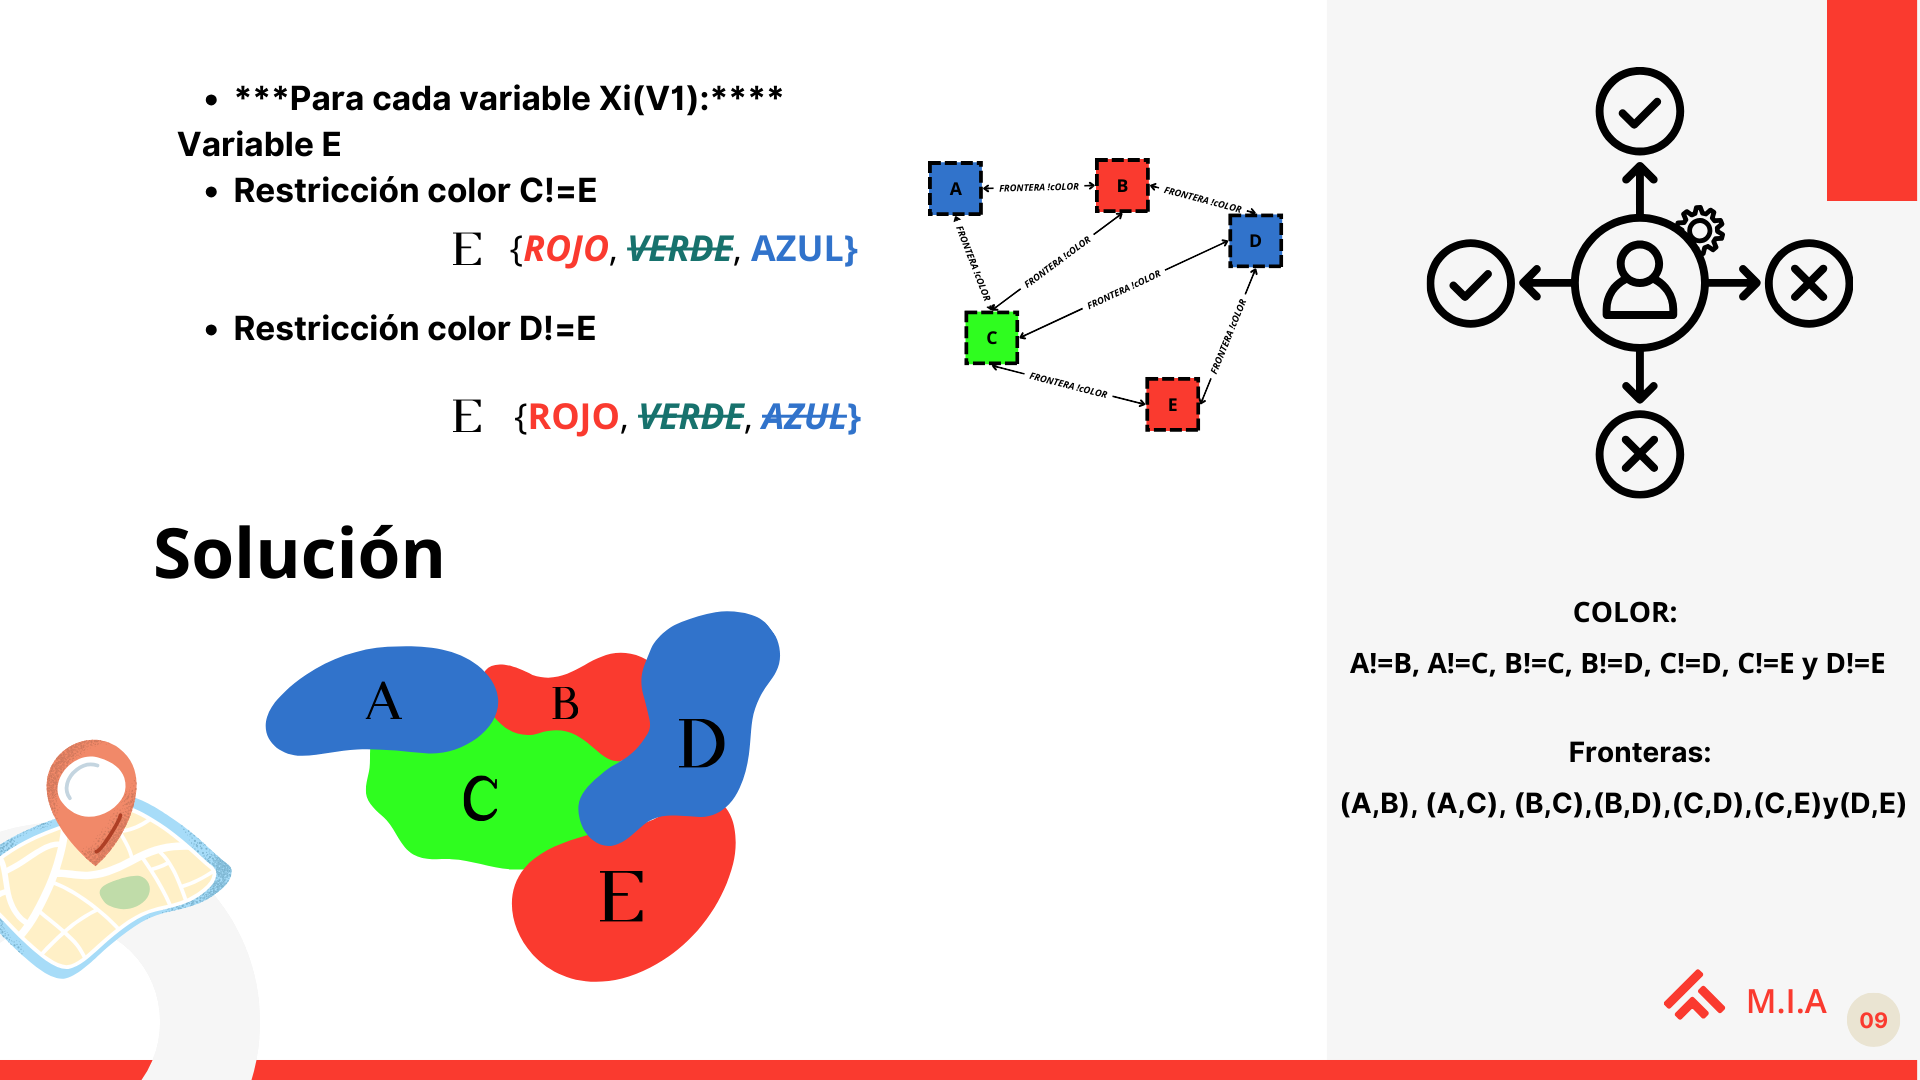 ***Para cada variable Xi(V1):****
Variable E
Restricción color C!=E
E {ROJO, VERDE, AZUL}
Restricción color D!=E
E {ROJO, VERDE, AZUL}
A
FRONTERA !cOLOR
B
FRONTERA !cOLOR
D
FRONTERA !cOLOR
FRONTERA !cOLOR
FRONTERA !cOLOR
FRONTERA !cOLOR
C
FRONTERA !cOLOR
E
Solución
A
B
D
C
E
COLOR:
A!=B, A!=C, B!=C, B!=D, C!=D, C!=E y D!=E
Fronteras:
(A,B), (A,C), (B,C),(B,D),(C,D),(C,E)y(D,E)
M.I.A
09